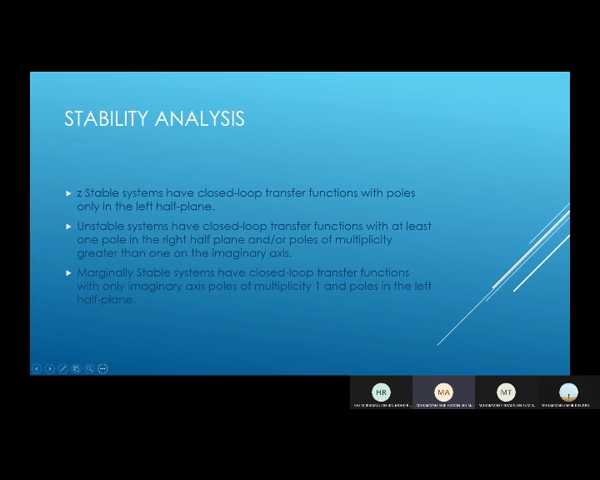 STABILITY ANALYSIS
z Stable systems have closed-loop transfer functions with poles
only in the left half-plane.
Unstable systems have closed-loop transfer functions with at least
one pole in the right half plane and/or poles of multiplicity
greater than one on the imaginary axis.
Marginally Stable systems have closed-loop transfer functions
with only imaginary axis poles of multiplicity 1 and poles in the left
half-plane.
HR
MA
MT